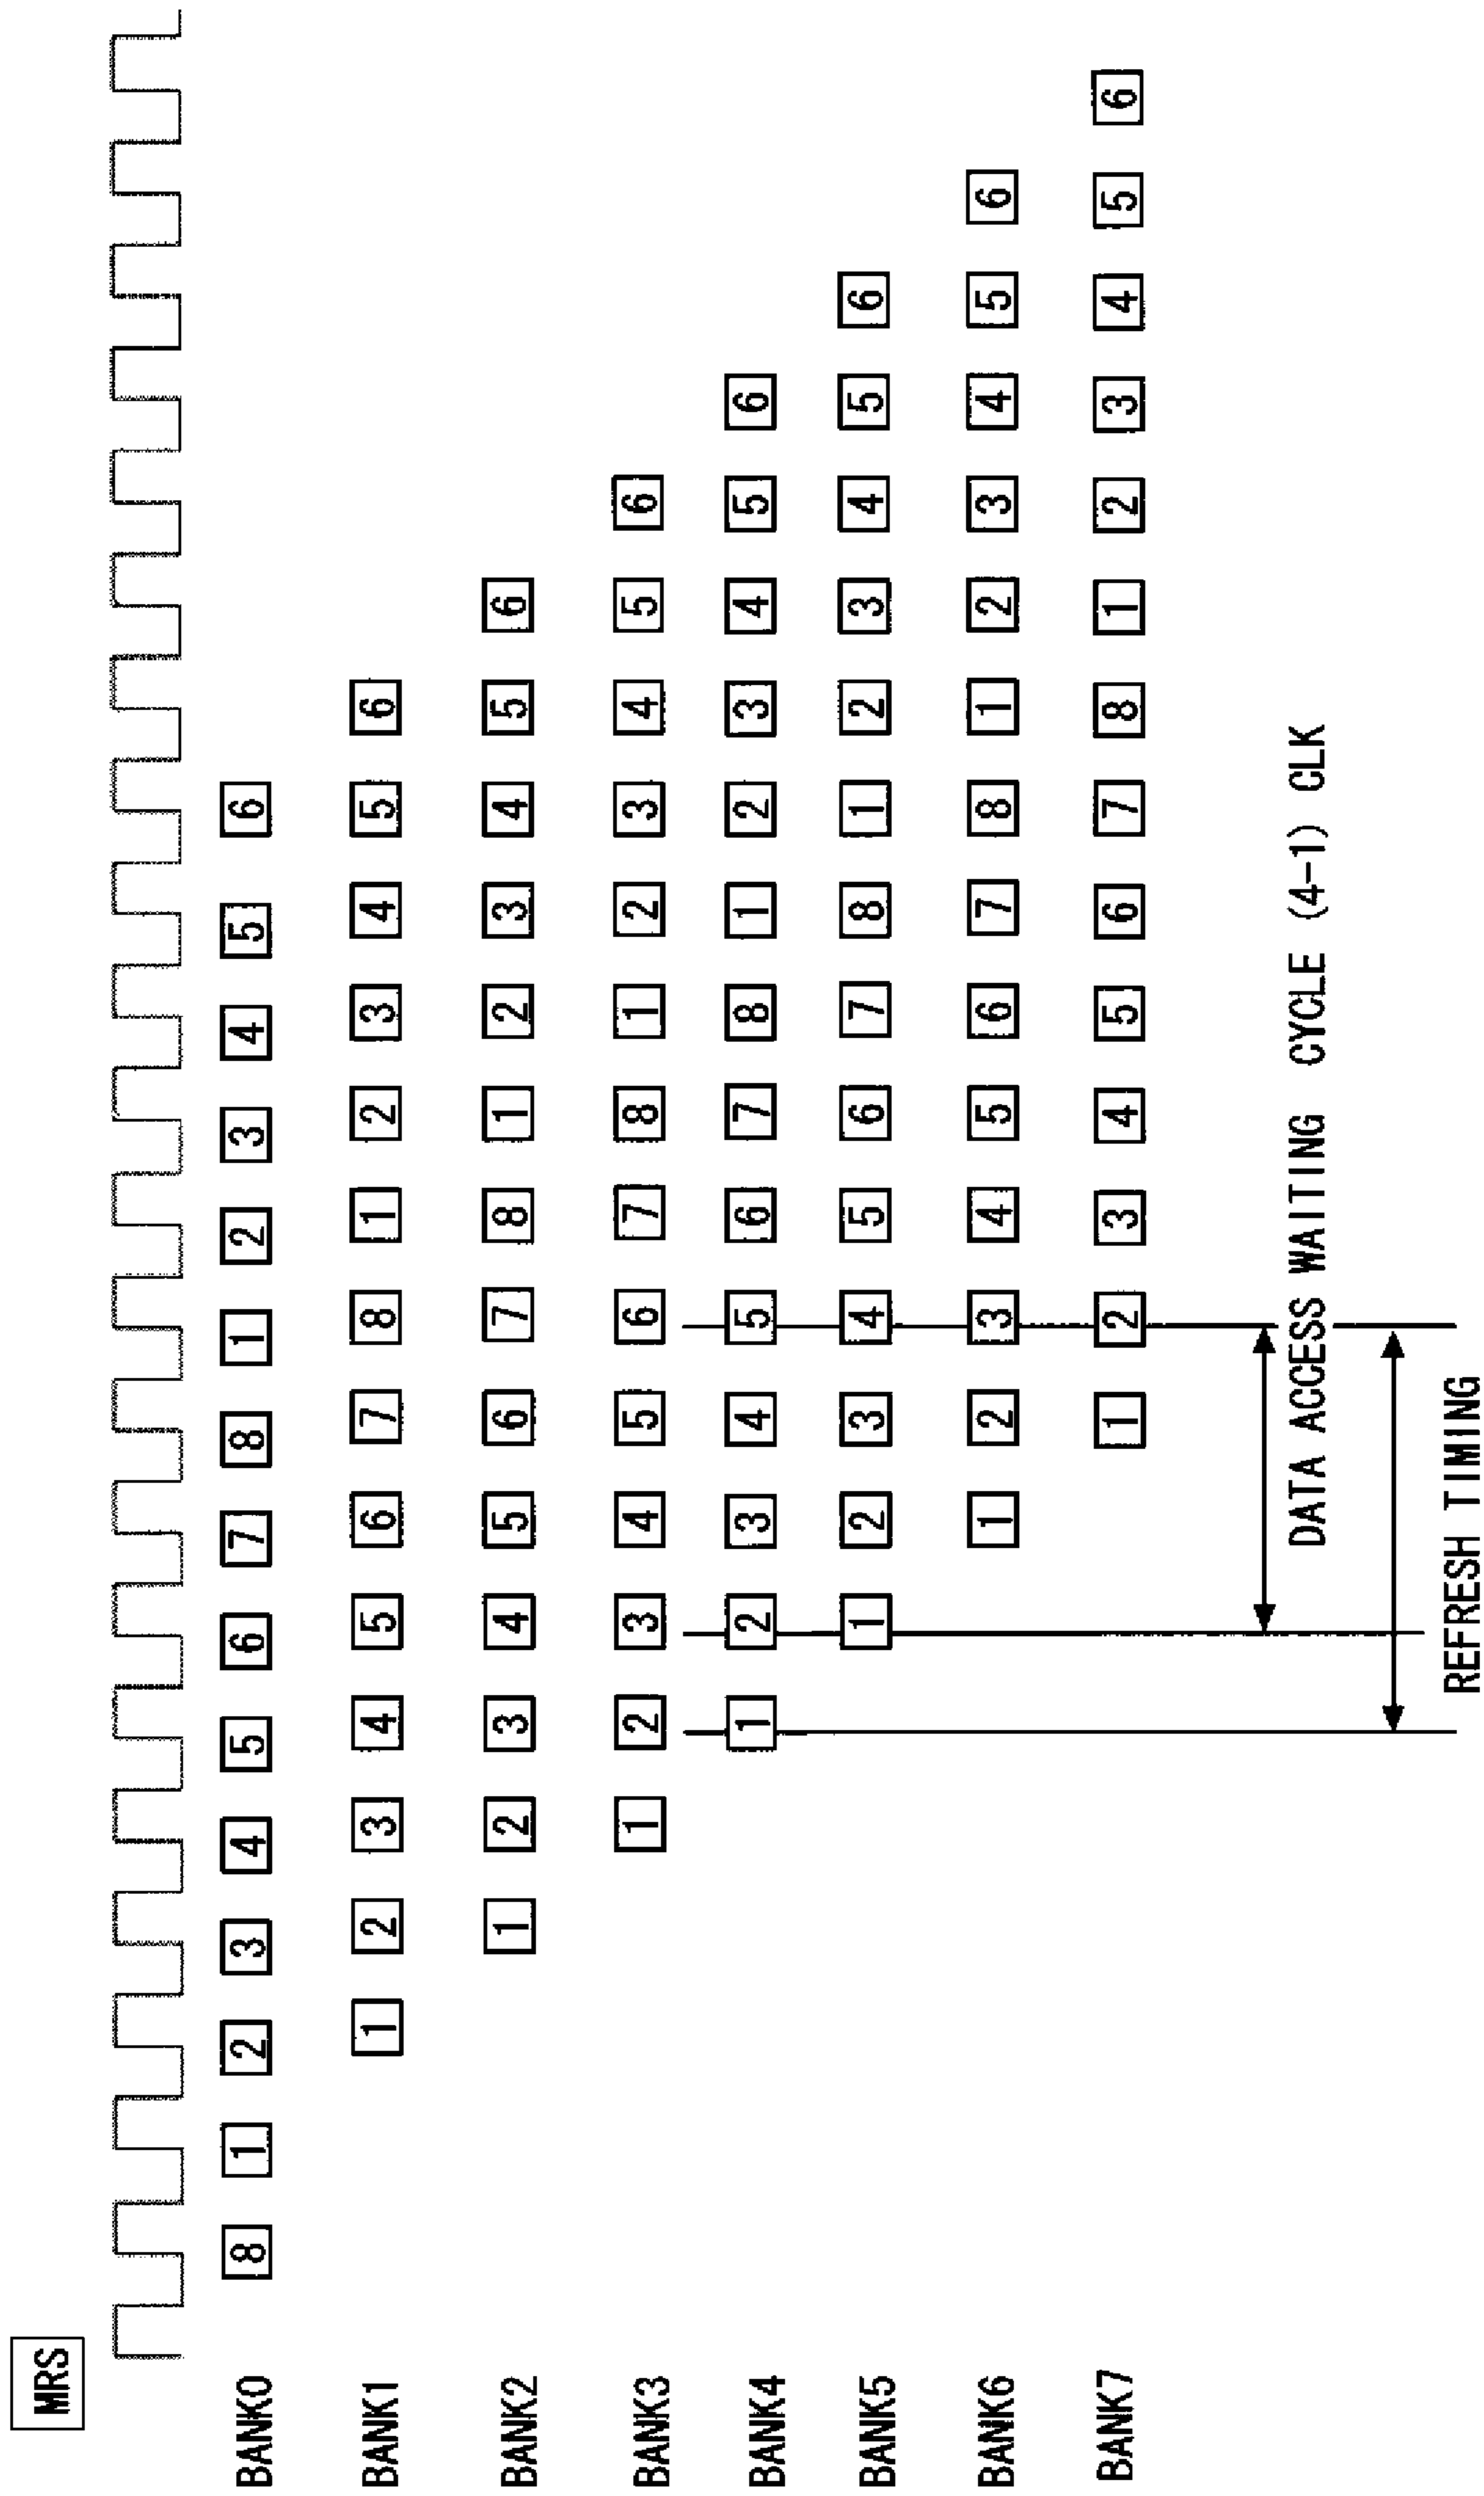 MRS
BANK0 8 1 2 3 4 5 6 7 8 1 2 3 4 5 6
BANK1 1 2 3 4 5 6 7 8 1 2 3 4 5 6
BANK2 1 2 3 4 5 6 7 8 1 2 3 4 5 6
BANK3 1 2 3 4 5 6 7 8 1 2 3 4 5 6
BANK4 1 2 3 4 5 6 7 8 1 2 3 4 5 6
BANK5 1 2 3 4 5 6 7 8 1 2 3 4 5 6
BANK6 1 2 3 4 5 6 7 8 1 2 3 4 5 6
BANK7 1 2 3 4 5 6 7 8 1 2 3 4 5 6
DATA ACCESS WAITING CYCLE (4-1) CLK
REFRESH TIMING